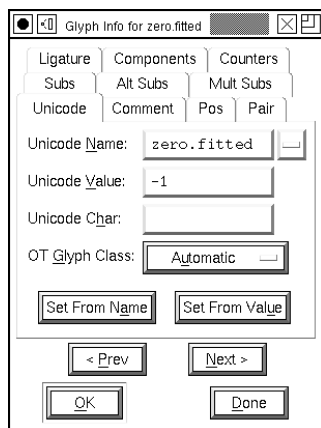 Glyph Info for zero.fitted
Ligature Components Counters
Subs Alt Subs Mult Subs
Unicode Comment Pos Pair
Unicode Name: zero.fitted
Unicode Value: -1
Unicode Char:
OT Glyph Class: Automatic
Set From Name Set From Value
< Prev Next >
OK Done